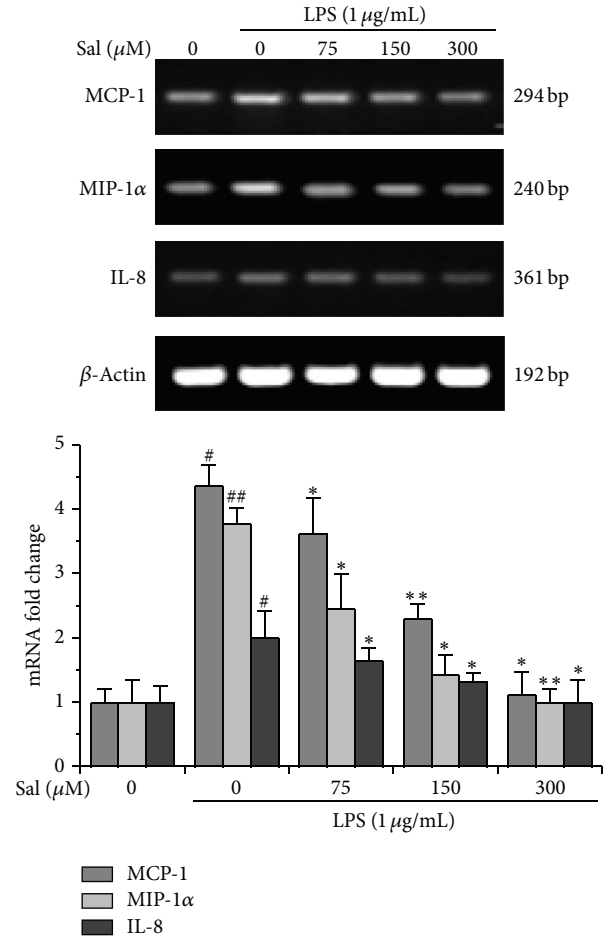 LPS (1 μg/mL)
Sal (μM) 0 0 75 150 300
MCP-1 294 bp
MIP-1α 240 bp
IL-8 361 bp
β-Actin 192 bp
mRNA fold change
5
4
3
2
1
0
# ## #
* * *
** * *
* ** *
Sal (μM) 0 0 75 150 300
LPS (1 μg/mL)
MCP-1
MIP-1α
IL-8